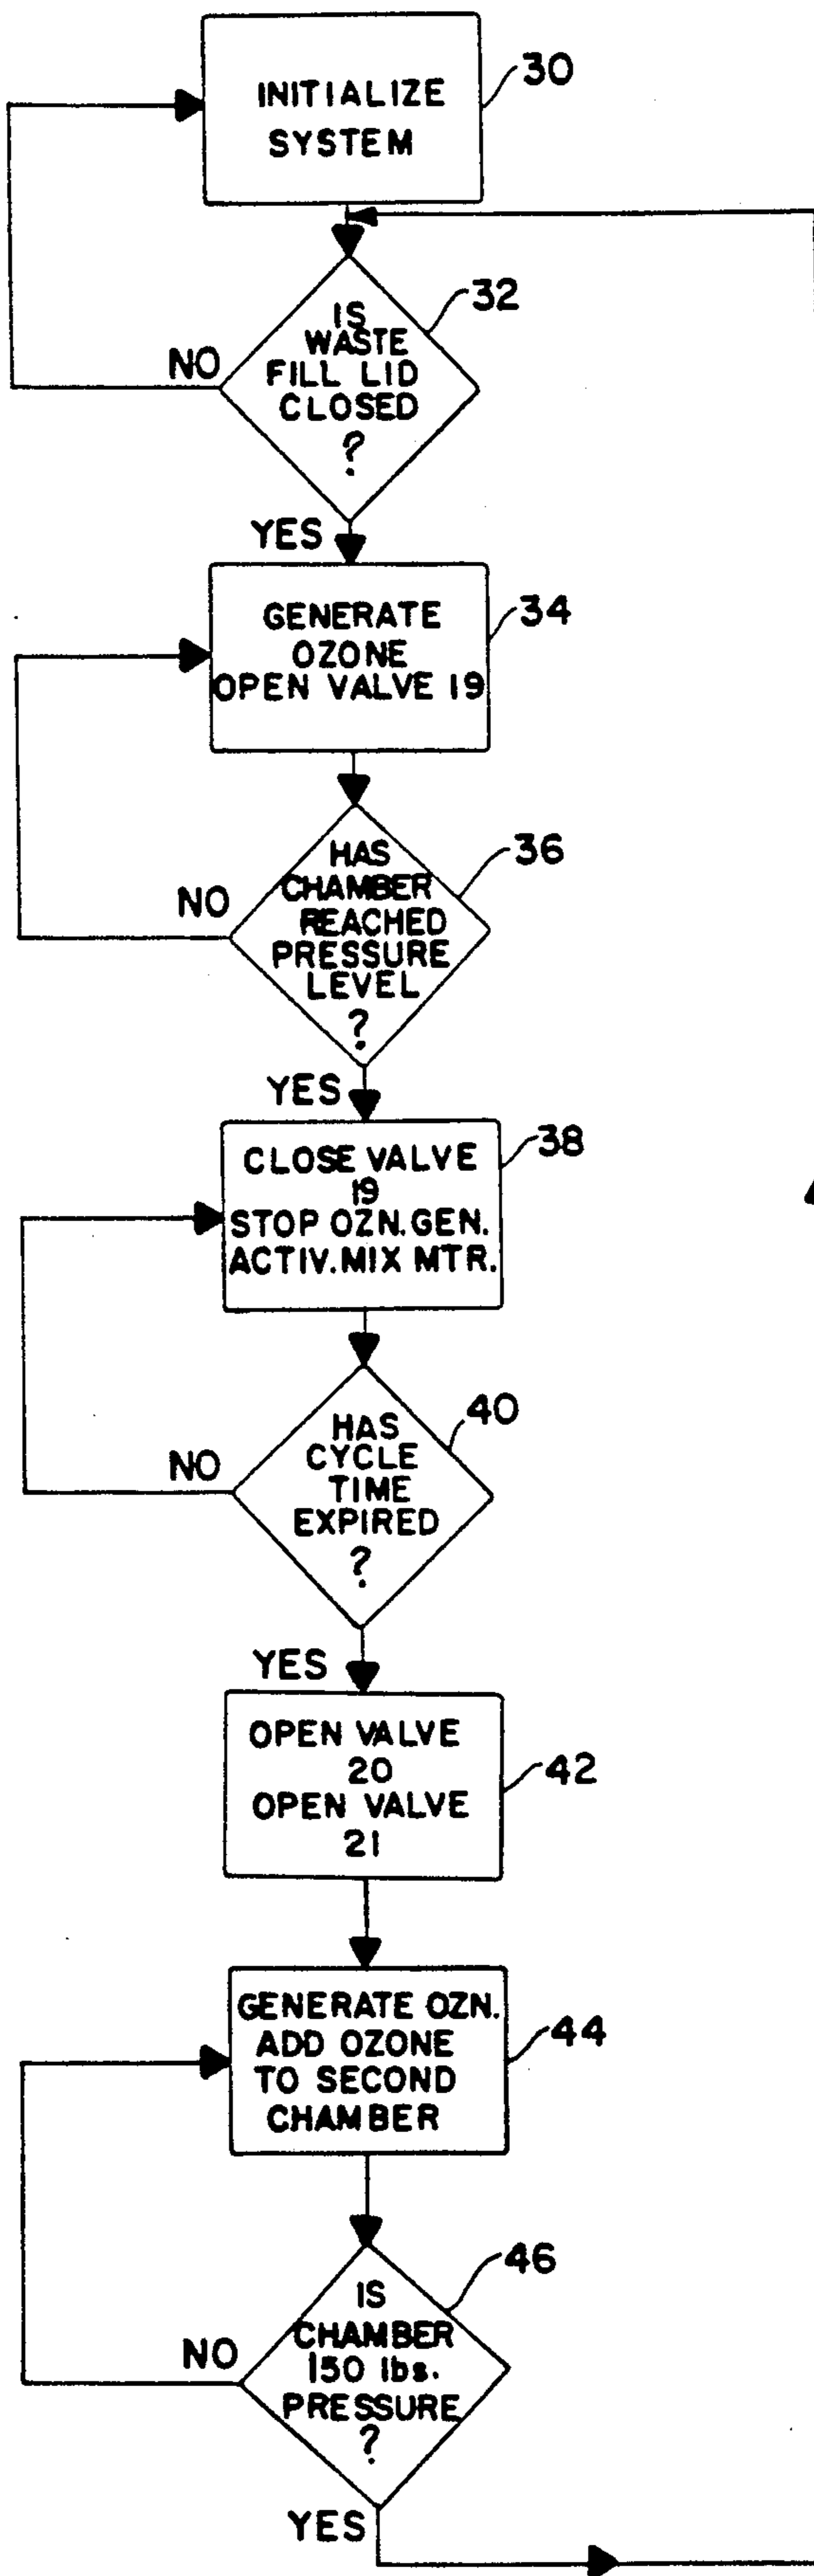 INITIALIZE
SYSTEM
30
IS
WASTE
FILL LID
CLOSED
?
32
NO
YES
GENERATE
OZONE
OPEN VALVE 19
34
HAS
CHAMBER
REACHED
PRESSURE
LEVEL
?
36
NO
YES
CLOSE VALVE
19
STOP OZN. GEN.
ACTIV. MIX MTR.
38
HAS
CYCLE
TIME
EXPIRED
?
40
NO
YES
OPEN VALVE
20
OPEN VALVE
21
42
GENERATE OZN.
ADD OZONE
TO SECOND
CHAMBER
44
IS
CHAMBER
150 lbs.
PRESSURE
?
46
NO
YES